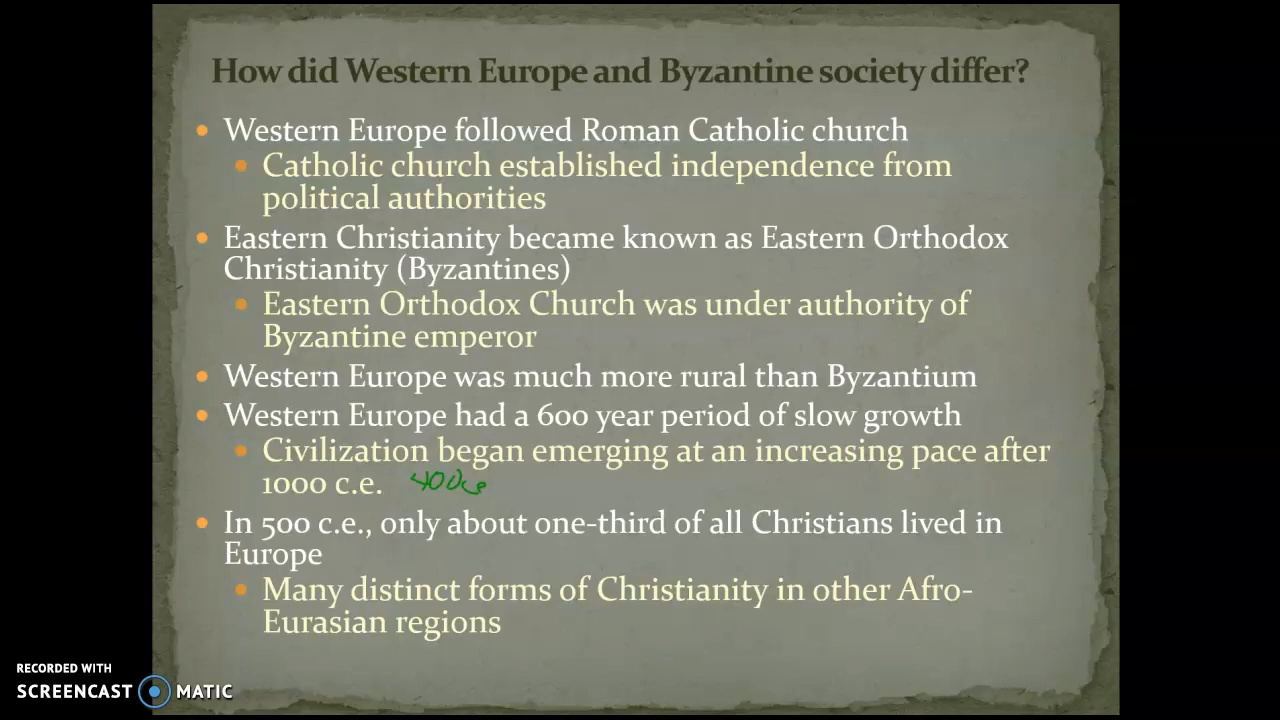 How did Western Europe and Byzantine society differ?
• Western Europe followed Roman Catholic church
• Catholic church established independence from
political authorities
• Eastern Christianity became known as Eastern Orthodox
Christianity (Byzantines)
• Eastern Orthodox Church was under authority of
Byzantine emperor
• Western Europe was much more rural than Byzantium
• Western Europe had a 600 year period of slow growth
• Civilization began emerging at an increasing pace after
1000 c.e. 400ce
• In 500 c.e., only about one-third of all Christians lived in
Europe
• Many distinct forms of Christianity in other Afro-
Eurasian regions
RECORDED WITH
SCREENCAST MATIC